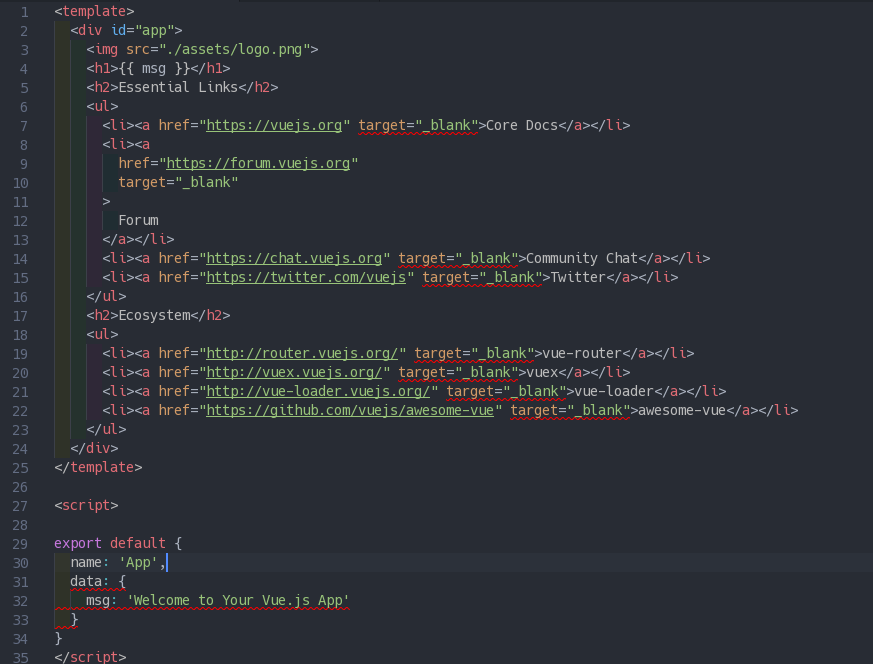 1 <template>
2   <div id="app">
3     <img src="./assets/logo.png">
4     <h1>{{ msg }}</h1>
5     <h2>Essential Links</h2>
6     <ul>
7       <li><a href="https://vuejs.org" target="_blank">Core Docs</a></li>
8       <li><a
9         href="https://forum.vuejs.org"
10         target="_blank"
11       >
12         Forum
13       </a></li>
14       <li><a href="https://chat.vuejs.org" target="_blank">Community Chat</a></li>
15       <li><a href="https://twitter.com/vuejs" target="_blank">Twitter</a></li>
16     </ul>
17     <h2>Ecosystem</h2>
18     <ul>
19       <li><a href="http://router.vuejs.org/" target="_blank">vue-router</a></li>
20       <li><a href="http://vuex.vuejs.org/" target="_blank">vuex</a></li>
21       <li><a href="http://vue-loader.vuejs.org/" target="_blank">vue-loader</a></li>
22       <li><a href="https://github.com/vuejs/awesome-vue" target="_blank">awesome-vue</a></li>
23     </ul>
24   </div>
25 </template>
26
27 <script>
28
29 export default {
30   name: 'App',
31   data: {
32     msg: 'Welcome to Your Vue.js App'
33   }
34 }
35 </script>